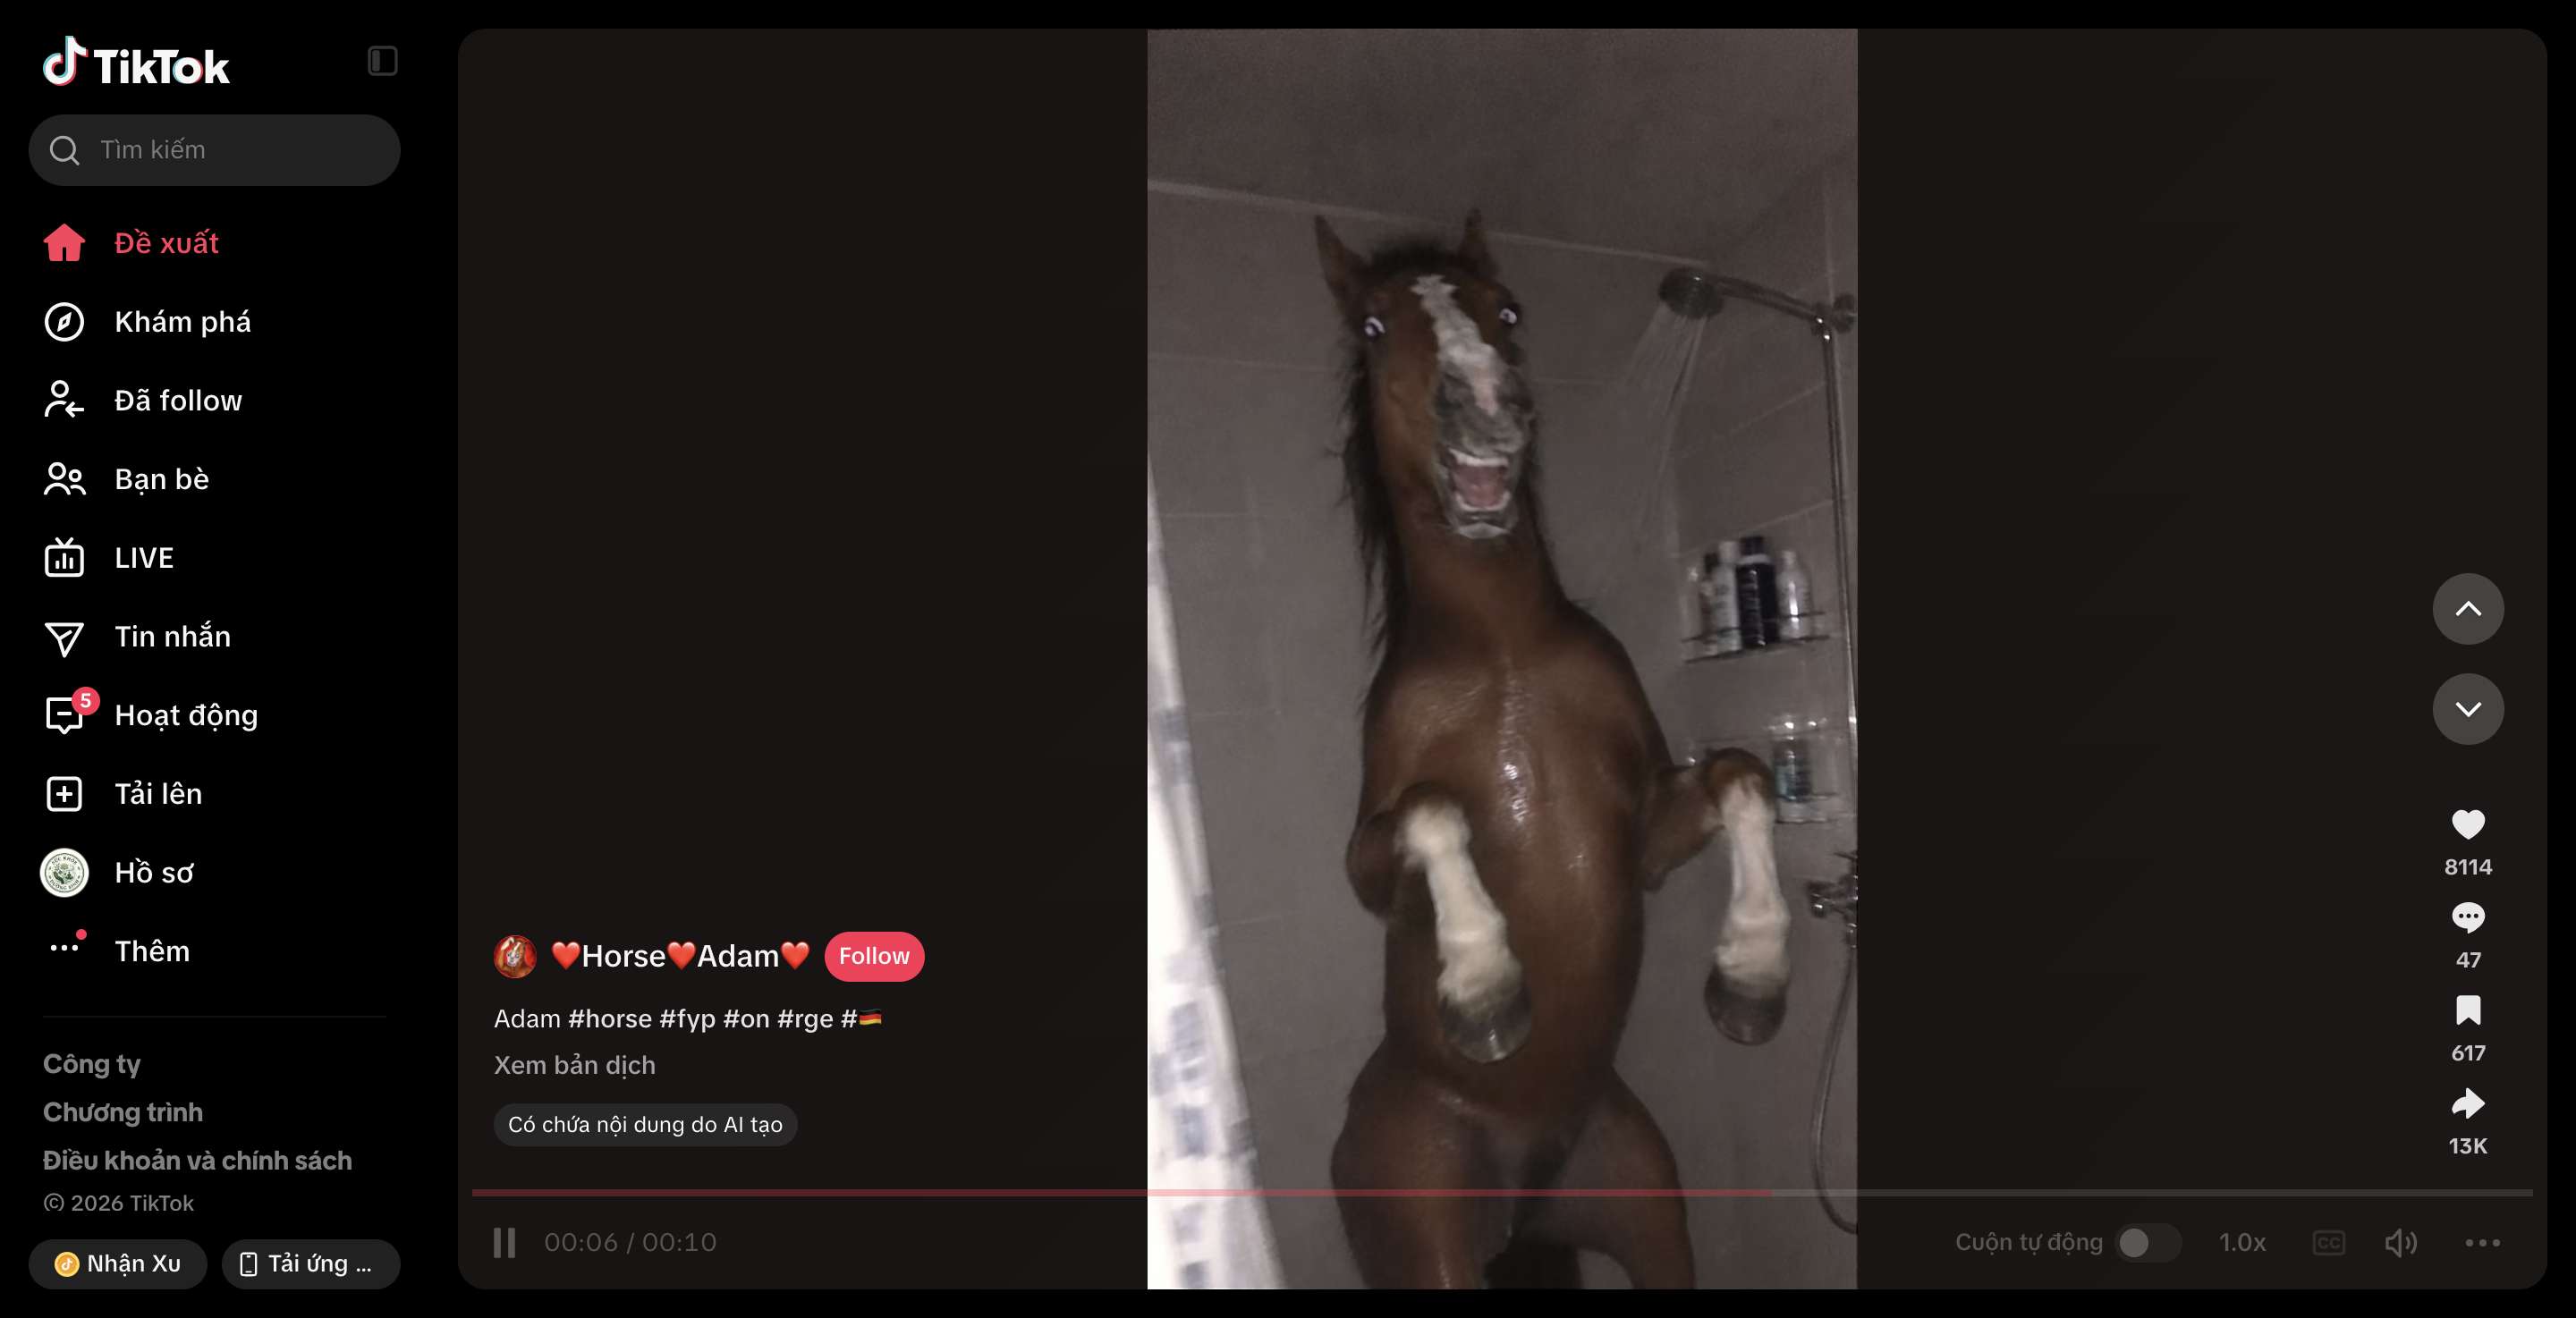 TikTok
Tìm kiếm
Đề xuất
Khám phá
Đã follow
Bạn bè
LIVE
Tin nhắn
5
Hoạt động
Tải lên
Hồ sơ
Thêm
Công ty
Chương trình
Điều khoản và chính sách
© 2026 TikTok
Nhận Xu
Tải ứng ...
❤️Horse❤️Adam❤️
Follow
Adam #horse #fyp #on #rge #🇩🇪
Xem bản dịch
Có chứa nội dung do AI tạo
00:06 / 00:10
8114
47
617
13K
Cuộn tự động
1.0x
CC